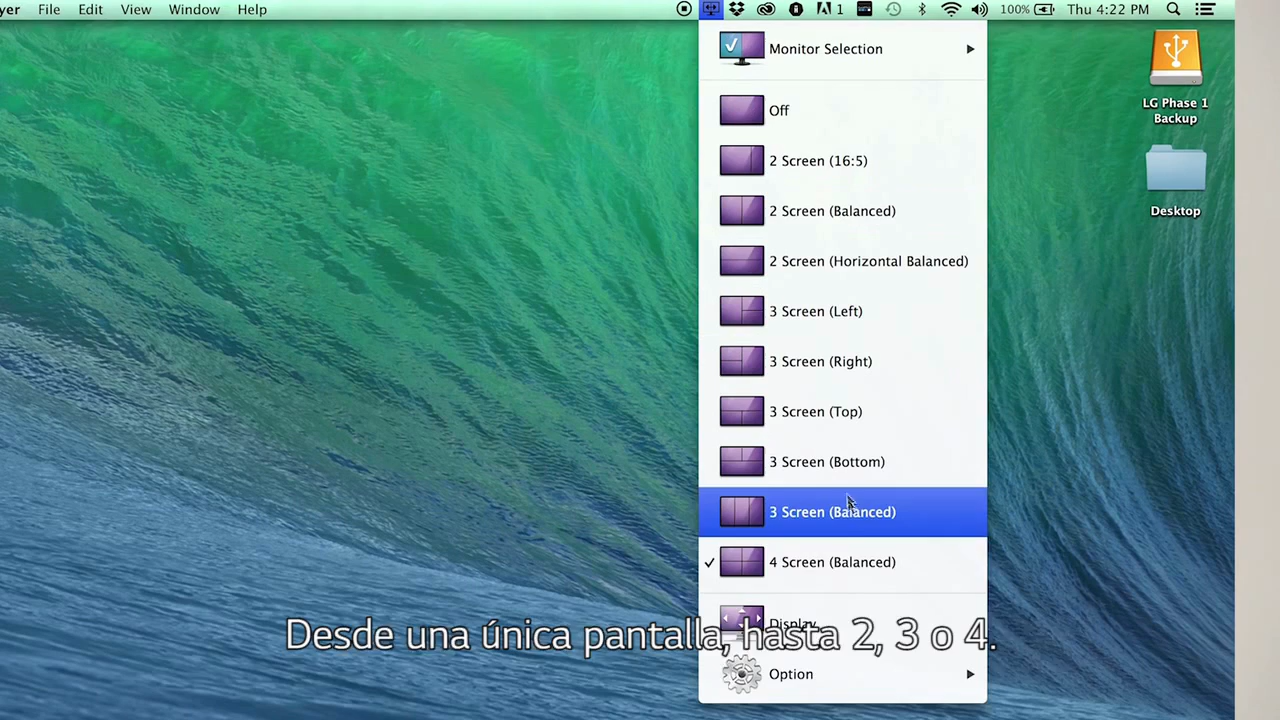 yer File Edit View Window Help 1 100% Thu 4:22 PM
Monitor Selection
Off
2 Screen (16:5)
2 Screen (Balanced)
2 Screen (Horizontal Balanced)
3 Screen (Left)
3 Screen (Right)
3 Screen (Top)
3 Screen (Bottom)
3 Screen (Balanced)
4 Screen (Balanced)
Display
Option
LG Phase 1
Backup
Desktop
Desde una única pantalla, hasta 2, 3 o 4.